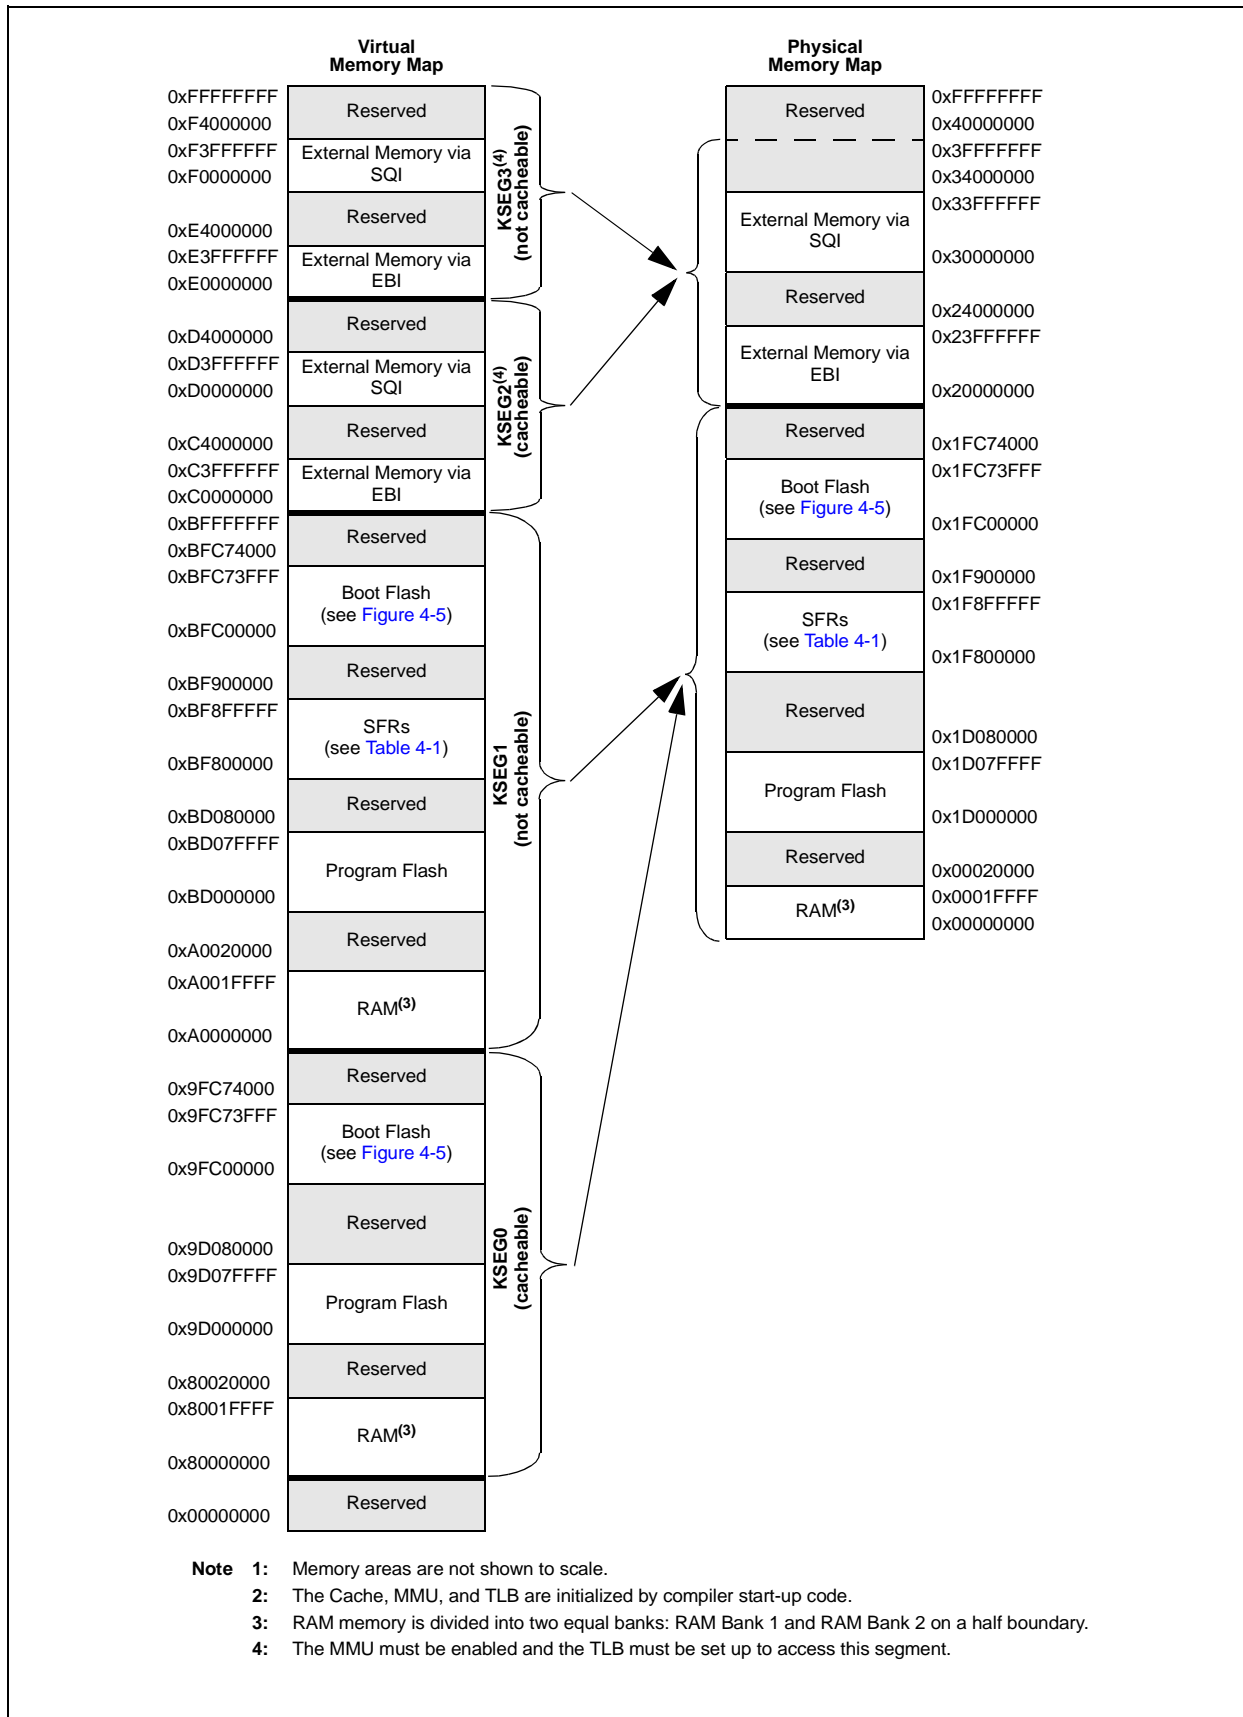 Virtual
Memory Map
0xFFFFFFFF
Reserved
0xF4000000
0xF3FFFFFF
External Memory via
SQI
0xF0000000
Reserved
0xE4000000
0xE3FFFFFF
External Memory via
EBI
0xE0000000
KSEG3(4)
(not cacheable)
Reserved
0xD4000000
0xD3FFFFFF
External Memory via
SQI
0xD0000000
Reserved
0xC4000000
0xC3FFFFFF
External Memory via
EBI
0xC0000000
KSEG2(4)
(cacheable)
0xBFFFFFFF
Reserved
0xBFC74000
0xBFC73FFF
Boot Flash
(see Figure 4-5)
0xBFC00000
Reserved
0xBF900000
0xBF8FFFFF
SFRs
(see Table 4-1)
0xBF800000
Reserved
0xBD080000
0xBD07FFFF
Program Flash
0xBD000000
Reserved
0xA0020000
0xA001FFFF
RAM(3)
0xA0000000
KSEG1
(not cacheable)
Reserved
0x9FC74000
0x9FC73FFF
Boot Flash
(see Figure 4-5)
0x9FC00000
Reserved
0x9D080000
0x9D07FFFF
Program Flash
0x9D000000
Reserved
0x80020000
0x8001FFFF
RAM(3)
0x80000000
KSEG0
(cacheable)
Reserved
0x00000000
Physical
Memory Map
Reserved
0xFFFFFFFF
0x40000000
0x3FFFFFFF
0x34000000
0x33FFFFFF
External Memory via
SQI
0x30000000
Reserved
0x24000000
0x23FFFFFF
External Memory via
EBI
0x20000000
Reserved
0x1FC74000
0x1FC73FFF
Boot Flash
(see Figure 4-5)
0x1FC00000
Reserved
0x1F900000
0x1F8FFFFF
SFRs
(see Table 4-1)
0x1F800000
Reserved
0x1D080000
0x1D07FFFF
Program Flash
0x1D000000
Reserved
0x00020000
0x0001FFFF
RAM(3)
0x00000000
Note 1: Memory areas are not shown to scale.
2: The Cache, MMU, and TLB are initialized by compiler start-up code.
3: RAM memory is divided into two equal banks: RAM Bank 1 and RAM Bank 2 on a half boundary.
4: The MMU must be enabled and the TLB must be set up to access this segment.